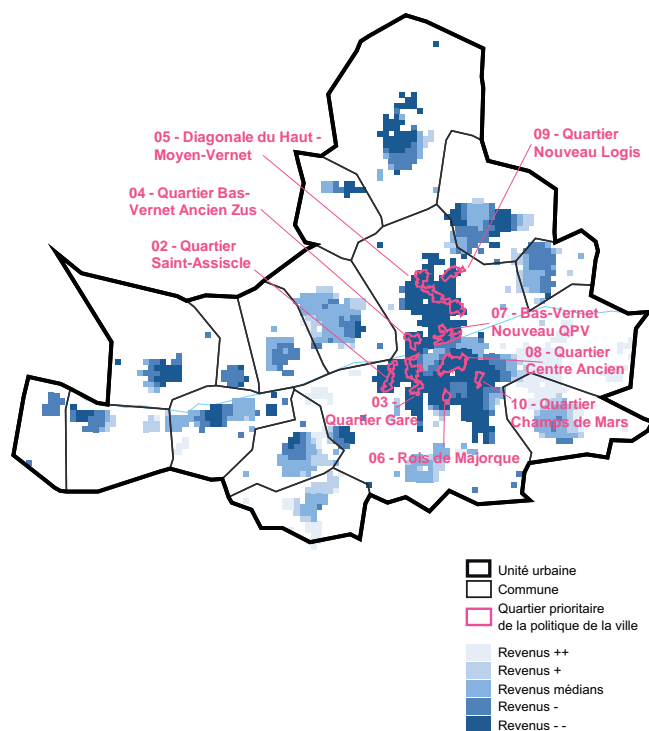 05 - Diagonale du Haut -
Moyen-Vernet
09 - Quartier
Nouveau Logis
04 - Quartier Bas-
Vernet Ancien Zus
02 - Quartier
Saint-Assiscle
07 - Bas-Vernet
Nouveau QPV
08 - Quartier
Centre Ancien
03 -
Quartier Gare
10 - Quartier
Champs de Mars
06 - Rois de Majorque
Unité urbaine
Commune
Quartier prioritaire
de la politique de la ville
Revenus ++
Revenus +
Revenus médians
Revenus -
Revenus - -